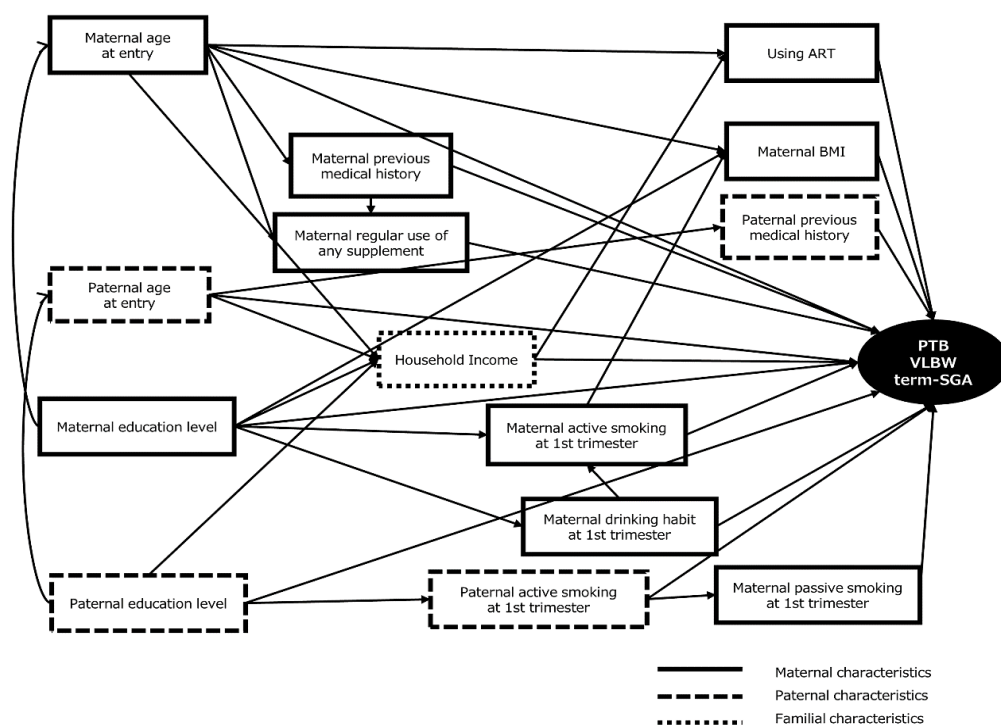 Maternal age
at entry
Using ART
Maternal previous
medical history
Maternal BMI
Paternal previous
medical history
Maternal regular use of
any supplement
Paternal age
at entry
Household Income
PTB
VLBW
term-SGA
Maternal education level
Maternal active smoking
at 1st trimester
Maternal drinking habit
at 1st trimester
Paternal education level
Paternal active smoking
at 1st trimester
Maternal passive smoking
at 1st trimester
Maternal characteristics
Paternal characteristics
Familial characteristics